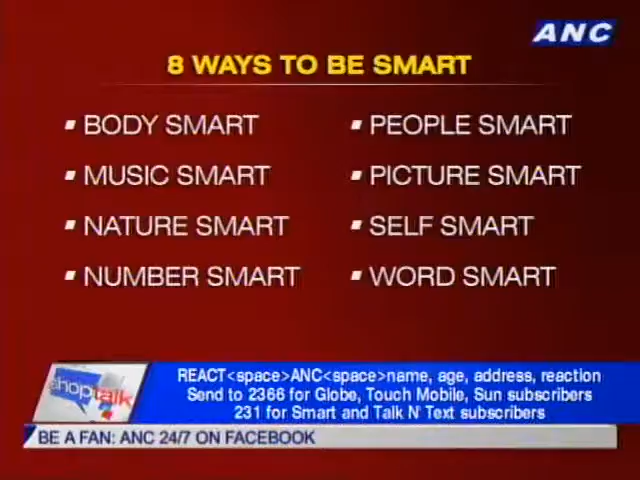 ANC
8 WAYS TO BE SMART
▪ BODY SMART
▪ MUSIC SMART
▪ NATURE SMART
▪ NUMBER SMART
▪ PEOPLE SMART
▪ PICTURE SMART
▪ SELF SMART
▪ WORD SMART
shoptalk
REACT<space>ANC<space>name, age, address, reaction
Send to 2366 for Globe, Touch Mobile, Sun subscribers
231 for Smart and Talk N' Text subscribers
BE A FAN: ANC 24/7 ON FACEBOOK